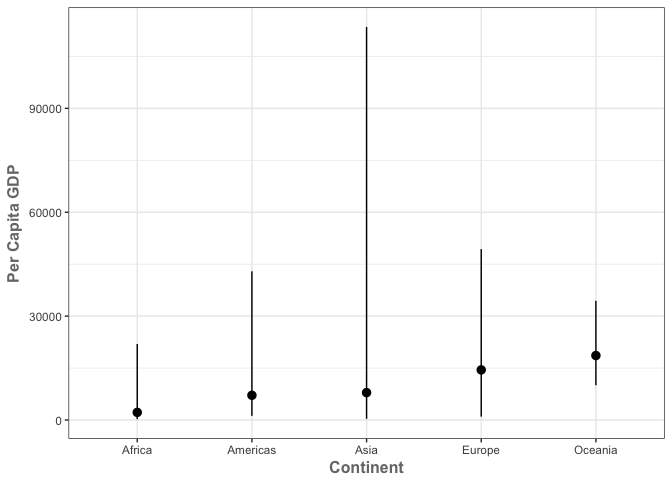 Per Capita GDP
90000
60000
30000
0
Africa Americas Asia Europe Oceania
Continent